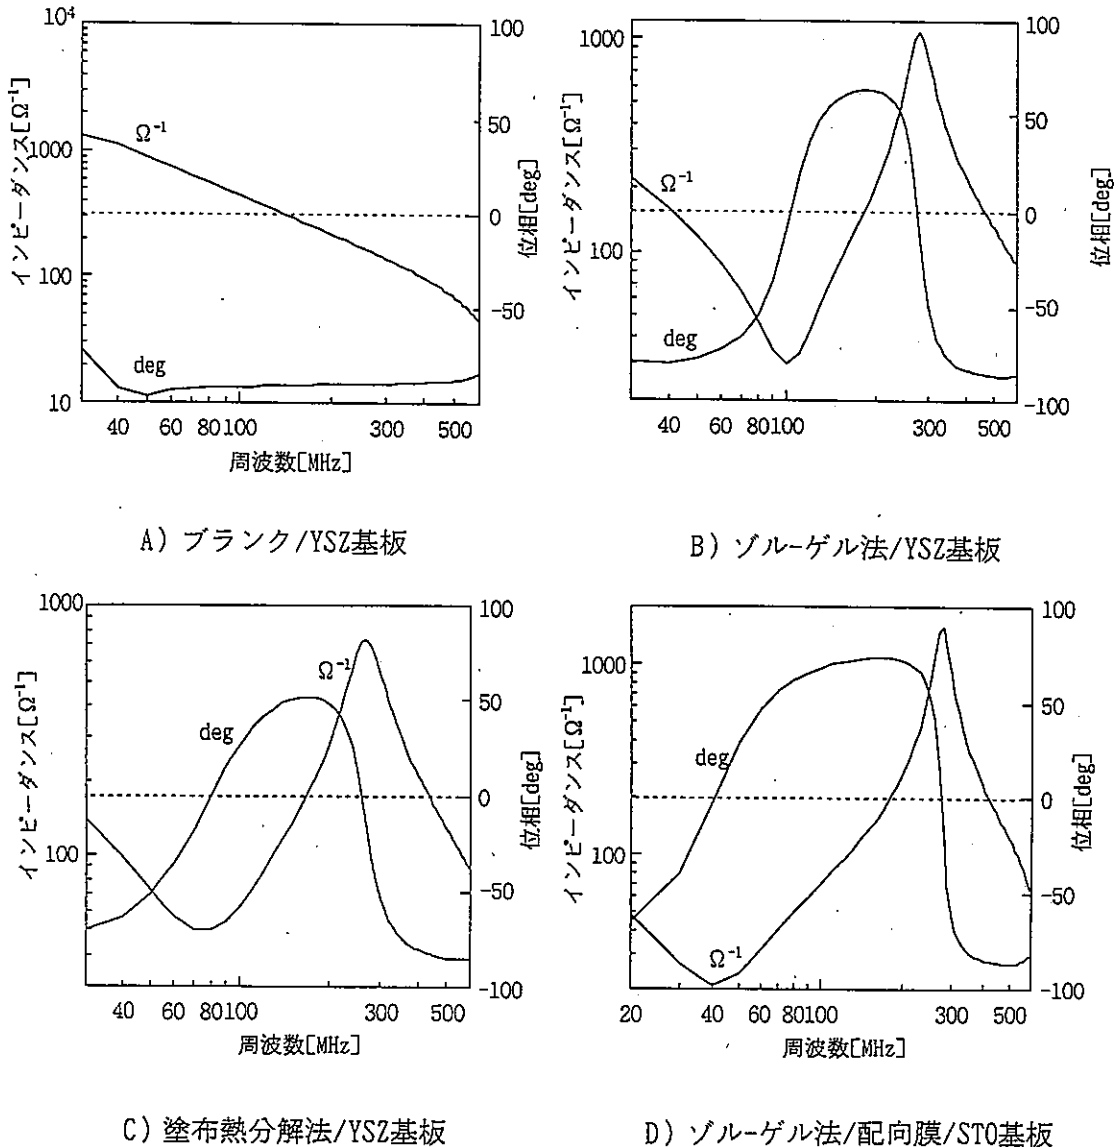 10⁴
1000
100
10
インピーダンス[Ω⁻¹]
Ω⁻¹
deg
100
50
0
-50
位相[deg]
40 60 80 100 300 500
周波数[MHz]
A) ブランク/YSZ基板
1000
100
インピーダンス[Ω⁻¹]
Ω⁻¹
deg
100
50
0
-50
-100
位相[deg]
40 60 80 100 300 500
B) ゾル-ゲル法/YSZ基板
1000
100
インピーダンス[Ω⁻¹]
deg
Ω⁻¹
100
50
0
-50
-100
位相[deg]
40 60 80 100 300 500
周波数[MHz]
C) 塗布熱分解法/YSZ基板
1000
100
インピーダンス[Ω⁻¹]
deg
Ω⁻¹
100
50
0
-50
-100
位相[deg]
20 40 60 80 100 300 500
周波数[MHz]
D) ゾル-ゲル法/配向膜/STO基板